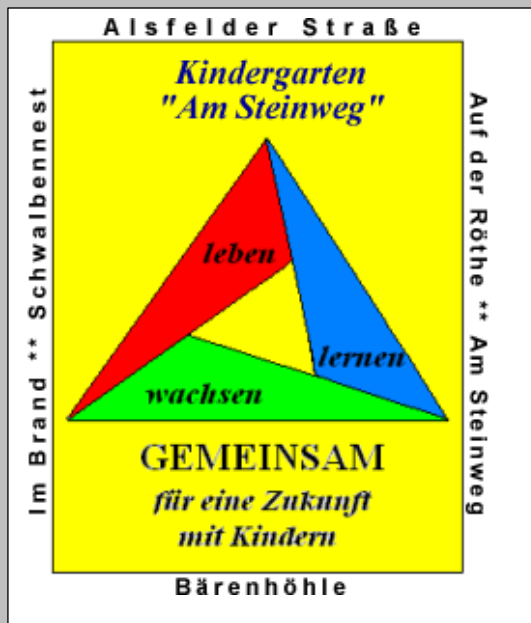 Alsfelder Straße
Kindergarten
"Am Steinweg"
Im Brand ** Schwalbennest
Auf der Röthe ** Am Steinweg
leben
lernen
wachsen
GEMEINSAM
für eine Zukunft
mit Kindern
Bärenhöhle